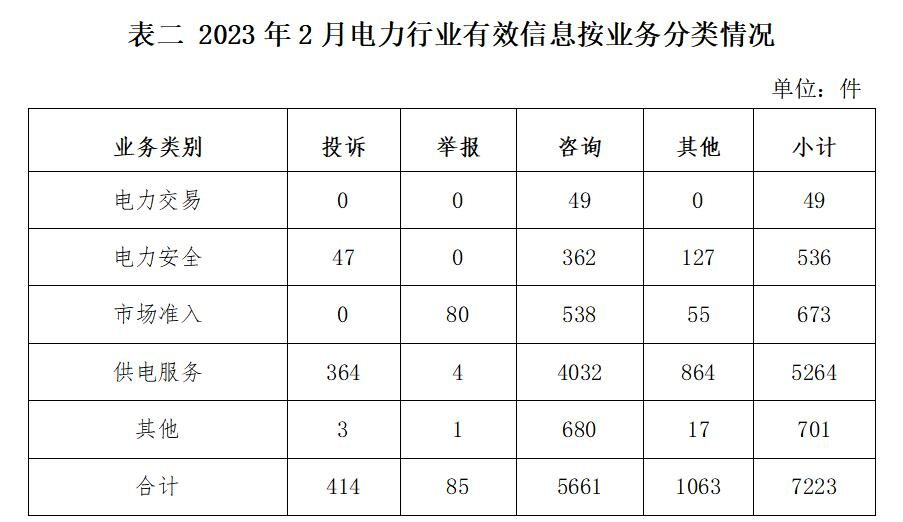 表二 2023 年 2 月电力行业有效信息按业务分类情况
单位：件
业务类别 投诉 举报 咨询 其他 小计
电力交易 0 0 49 0 49
电力安全 47 0 362 127 536
市场准入 0 80 538 55 673
供电服务 364 4 4032 864 5264
其他 3 1 680 17 701
合计 414 85 5661 1063 7223